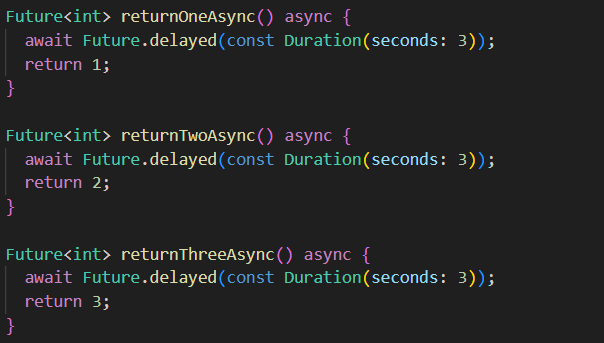 Future<int> returnOneAsync() async {
  await Future.delayed(const Duration(seconds: 3));
  return 1;
}
Future<int> returnTwoAsync() async {
  await Future.delayed(const Duration(seconds: 3));
  return 2;
}
Future<int> returnThreeAsync() async {
  await Future.delayed(const Duration(seconds: 3));
  return 3;
}